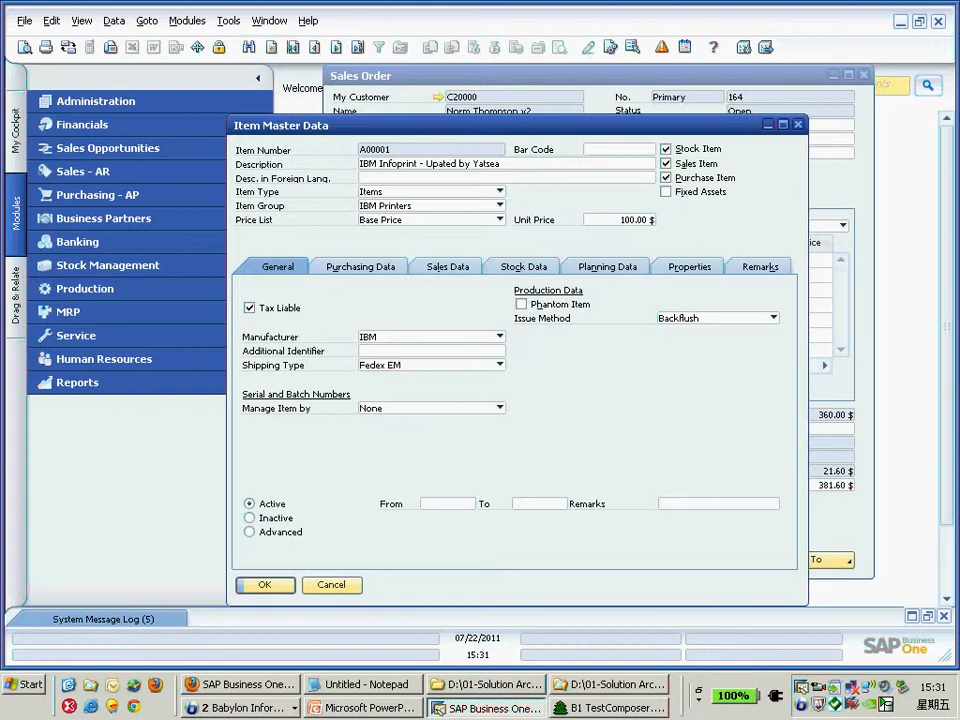 File Edit View Data Goto Modules Tools Window Help
Welcome
Sales Order
My Customer C20000 No. Primary 164
Name Norm Thompson v2 Status Open
Item Master Data
My Cockpit
Modules
Drag & Relate
Administration
Financials
Sales Opportunities
Sales - AR
Purchasing - AP
Business Partners
Banking
Stock Management
Production
MRP
Service
Human Resources
Reports
Item Number A00001 Bar Code Stock Item
Description IBM Infoprint - Upated by Yatsea Sales Item
Desc. in Foreign Lang. Purchase Item
Item Type Items Fixed Assets
Item Group IBM Printers
Price List Base Price Unit Price 100.00 $
General Purchasing Data Sales Data Stock Data Planning Data Properties Remarks
Production Data
Tax Liable Phantom Item
Issue Method Backflush
Manufacturer IBM
Additional Identifier
Shipping Type Fedex EM
Serial and Batch Numbers
Manage Item by None
360.00 $
21.60 $
381.60 $
Active From To Remarks
Inactive
Advanced
To
OK Cancel
System Message Log (5)
07/22/2011
15:31
SAP Business One
Start SAP Business One... Untitled - Notepad D:\01-Solution Arc... D:\01-Solution Arc... 100% 15:31
2 Babylon Infor... Microsoft PowerP... SAP Business One... B1 TestComposer... 星期五